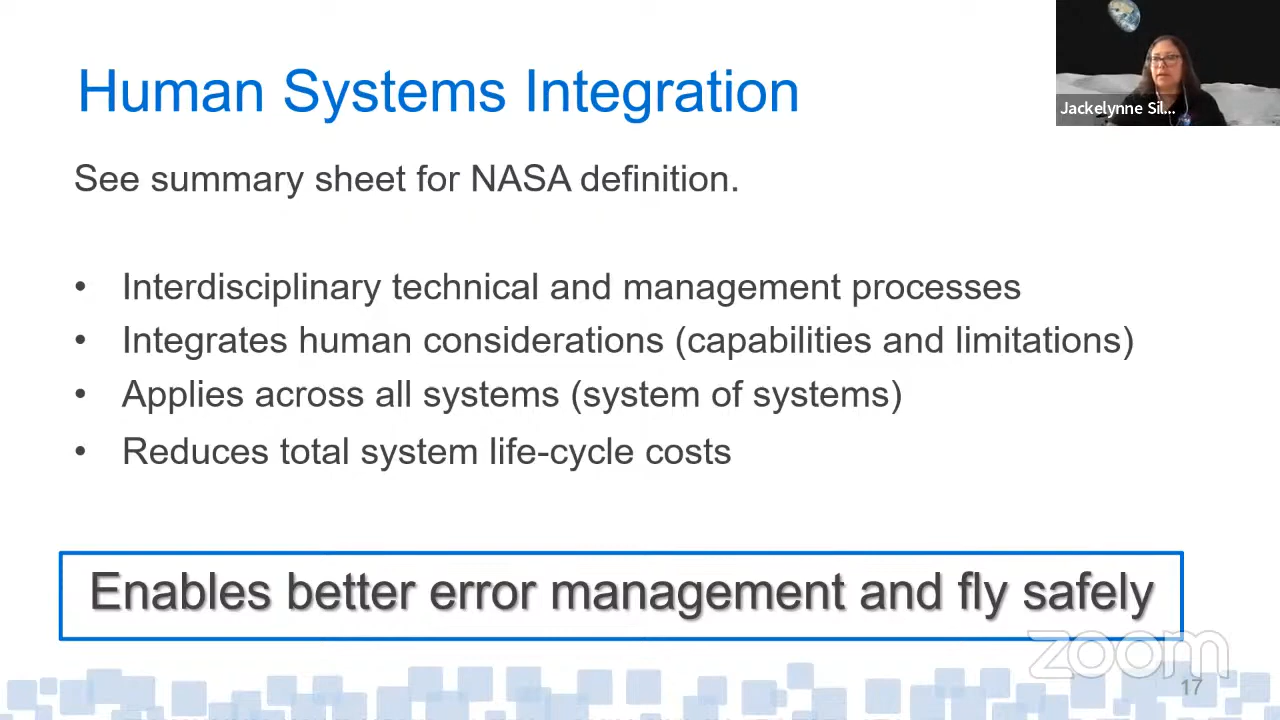 Human Systems Integration
Jackelynne Sil...
See summary sheet for NASA definition.
• Interdisciplinary technical and management processes
• Integrates human considerations (capabilities and limitations)
• Applies across all systems (system of systems)
• Reduces total system life-cycle costs
Enables better error management and fly safely
zoom
17